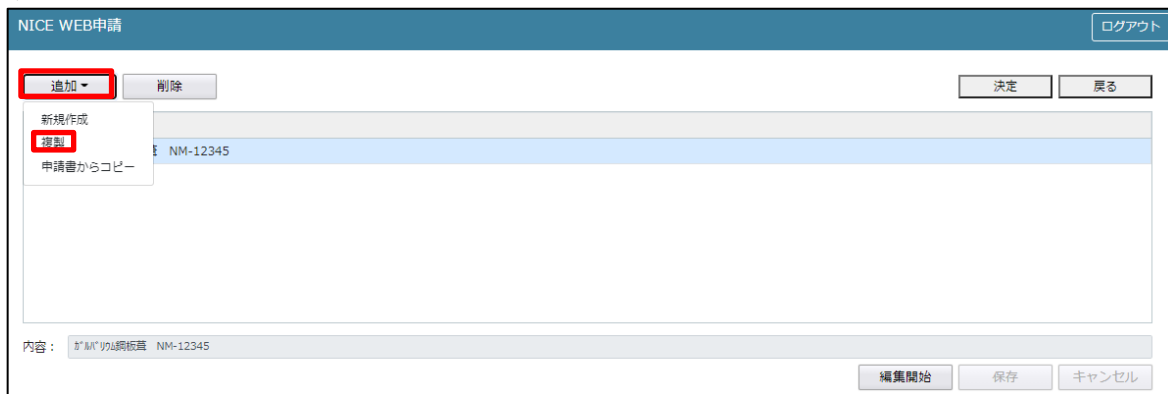 NICE WEB申請
ログアウト
追加 削除 決定 戻る
新規作成
複製
NM-12345
申請書からコピー
内容： ｶﾞﾙﾊﾞﾘｳﾑ鋼板葺 NM-12345
編集開始 保存 キャンセル